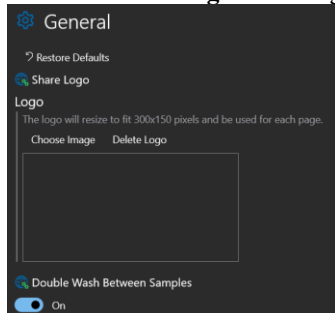 General
Restore Defaults
Share Logo
Logo
The logo will resize to fit 300x150 pixels and be used for each page.
Choose Image Delete Logo
Double Wash Between Samples
On